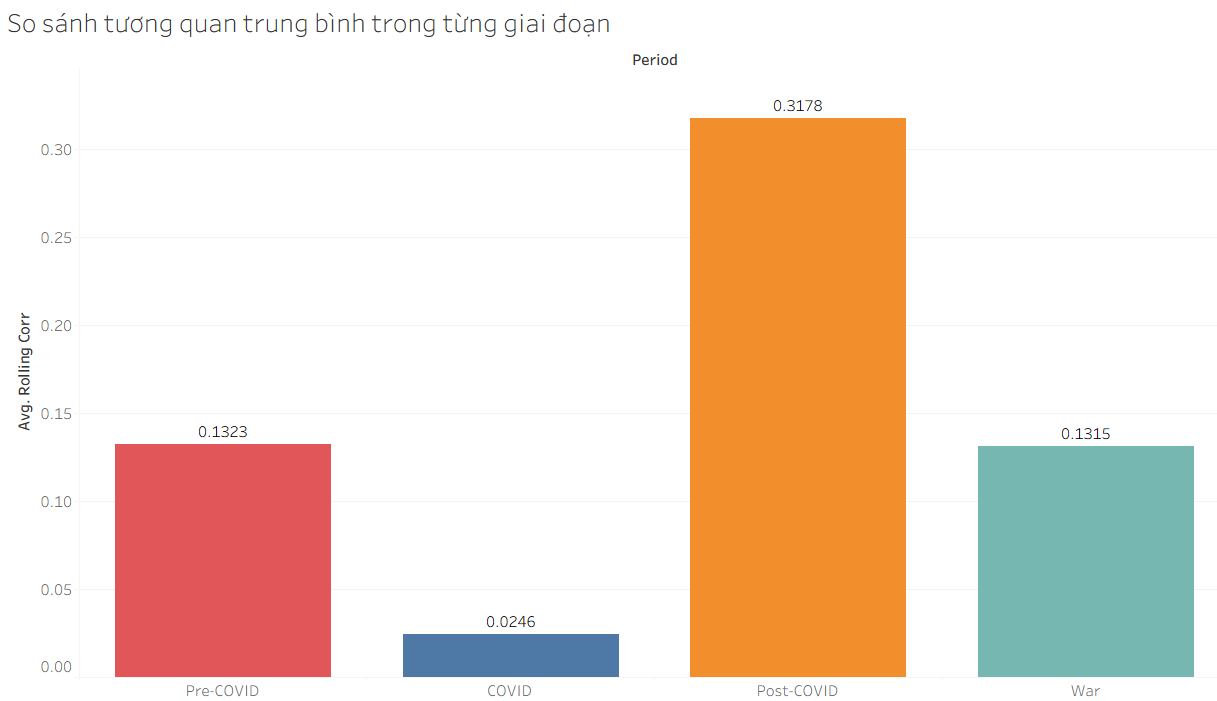 So sánh tương quan trung bình trong từng giai đoạn
Period
0.3178
0.30
0.25
0.20
Avg. Rolling Corr
0.15
0.1323
0.1315
0.10
0.05
0.0246
0.00
Pre-COVID
COVID
Post-COVID
War